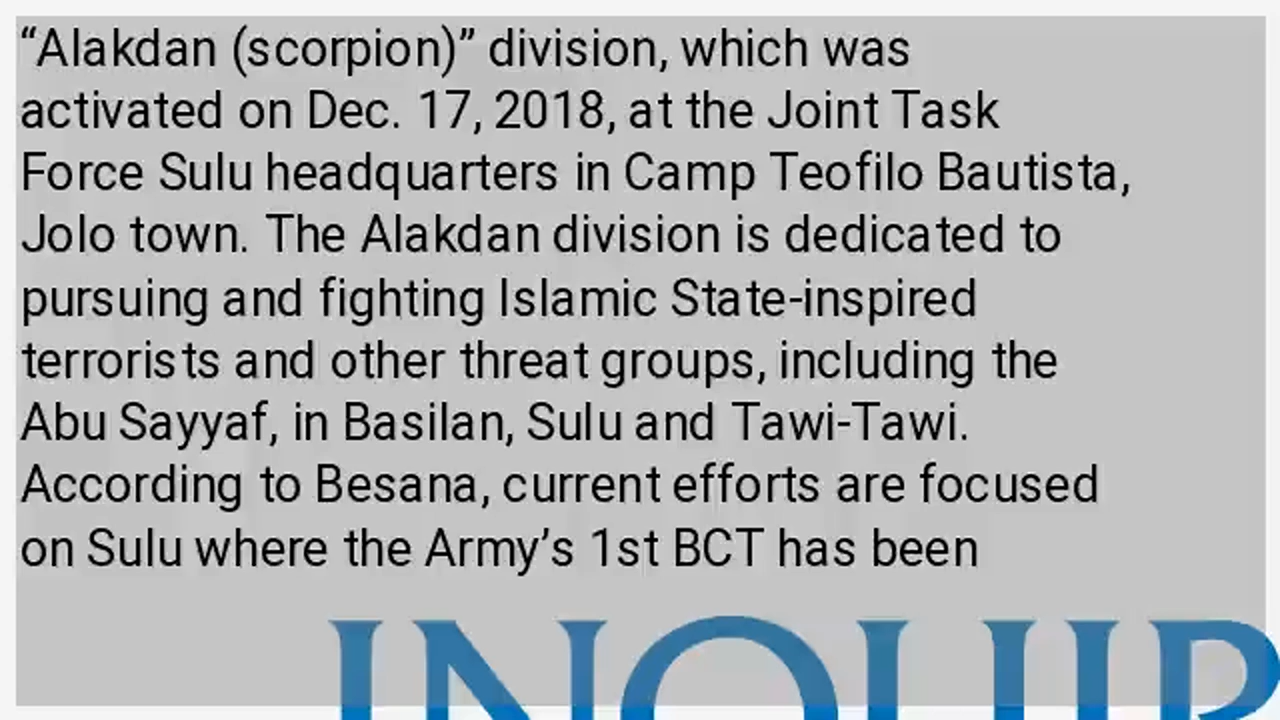 “Alakdan (scorpion)” division, which was
activated on Dec. 17, 2018, at the Joint Task
Force Sulu headquarters in Camp Teofilo Bautista,
Jolo town. The Alakdan division is dedicated to
pursuing and fighting Islamic State-inspired
terrorists and other threat groups, including the
Abu Sayyaf, in Basilan, Sulu and Tawi-Tawi.
According to Besana, current efforts are focused
on Sulu where the Army’s 1st BCT has been